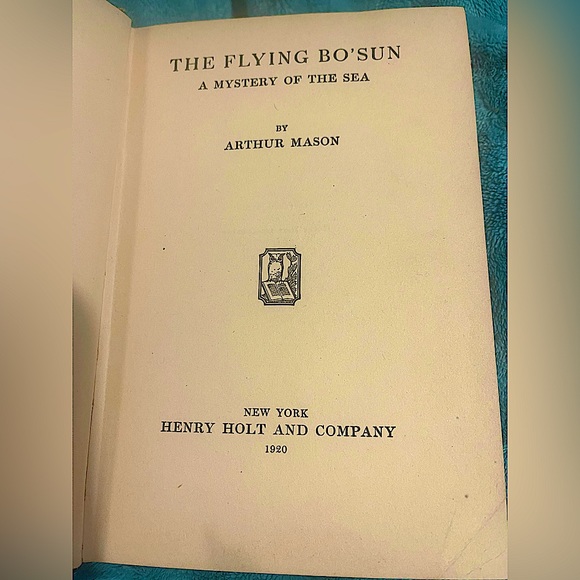 THE FLYING BO'SUN
A MYSTERY OF THE SEA
BY
ARTHUR MASON
NEW YORK
HENRY HOLT AND COMPANY
1920